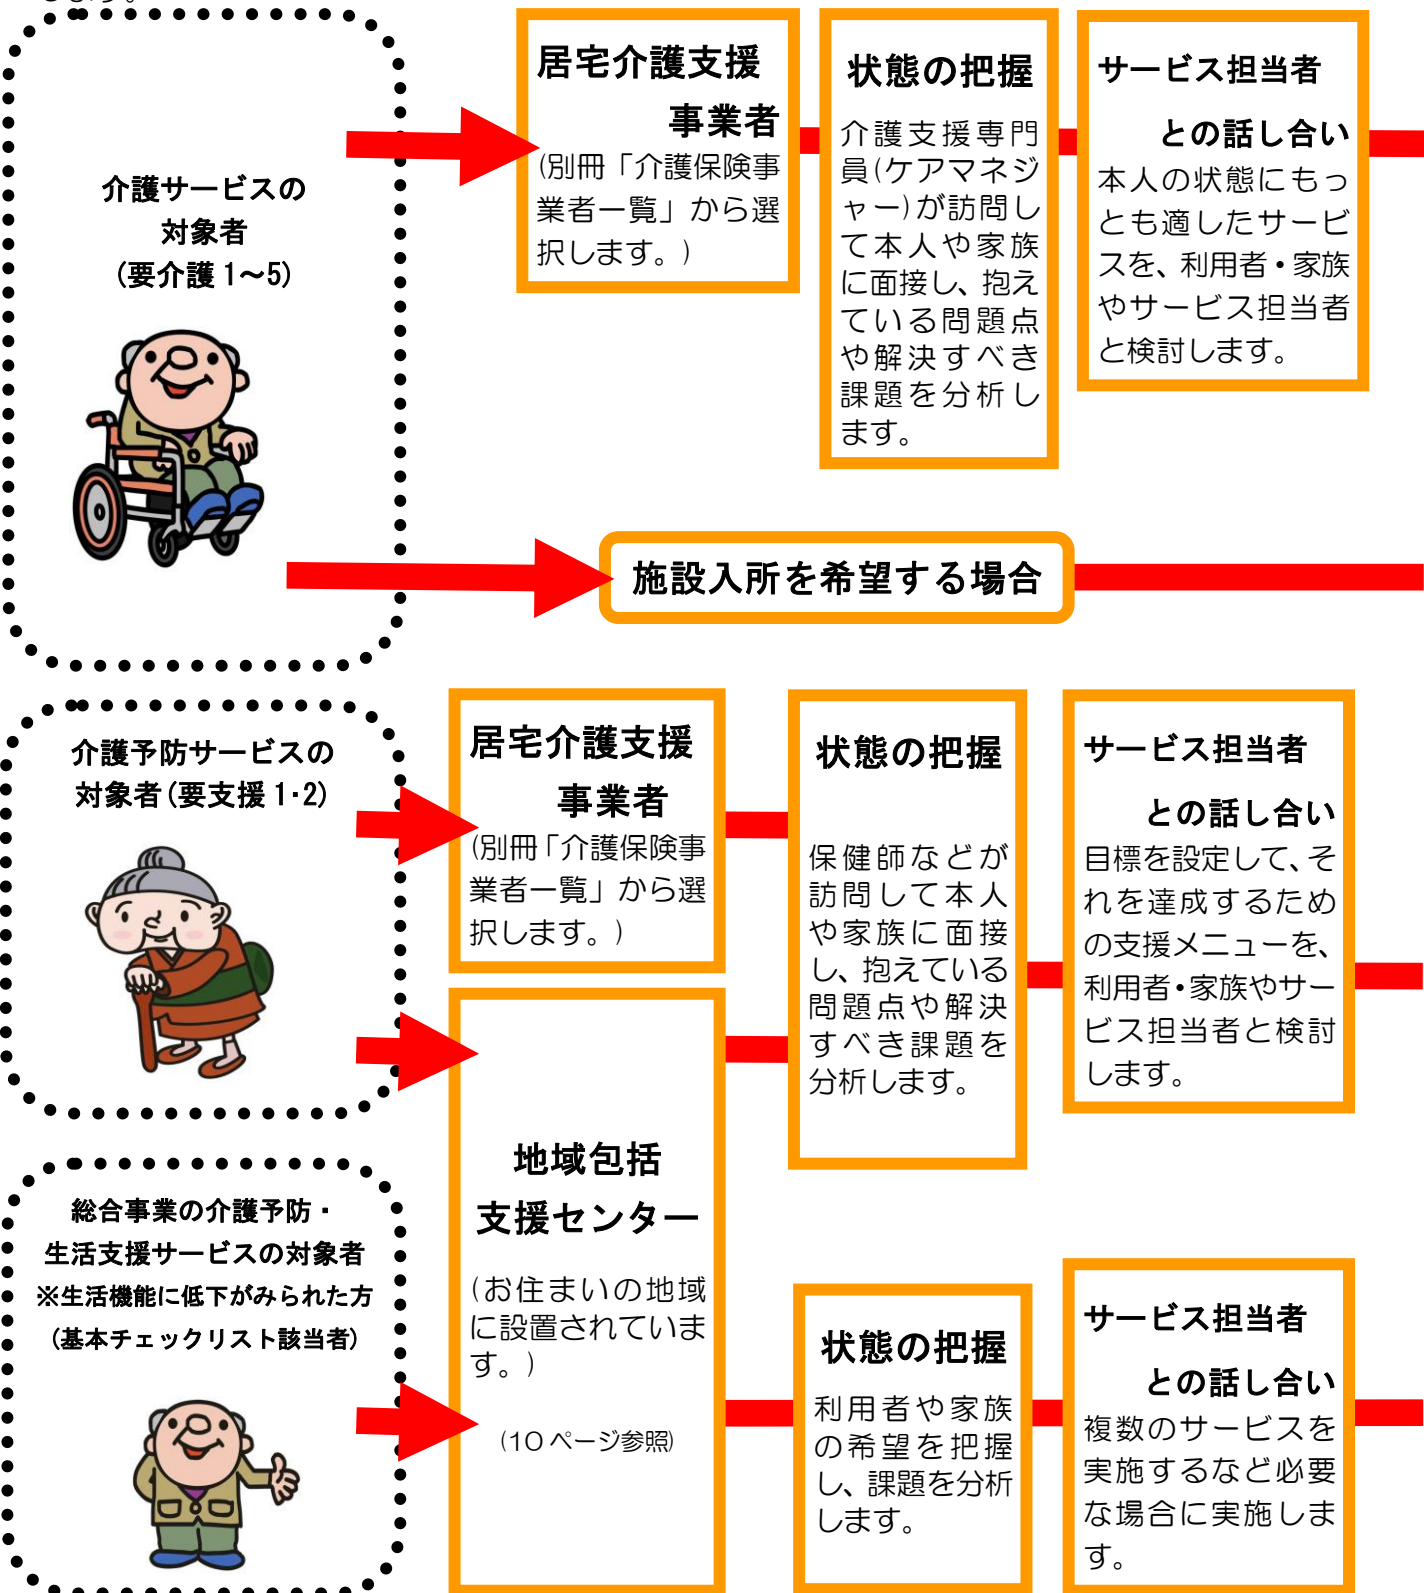 します。
介護サービスの
対象者
(要介護1～5)
居宅介護支援
事業者
(別冊「介護保険事
業者一覧」から選
択します。)
状態の把握
介護支援専門
員(ケアマネジ
ャー)が訪問し
て本人や家族
に面接し、抱え
ている問題点
や解決すべき
課題を分析し
ます。
サービス担当者
との話し合い
本人の状態にもっ
とも適したサービ
スを、利用者・家族
やサービス担当者
と検討します。
施設入所を希望する場合
介護予防サービスの
対象者(要支援1・2)
居宅介護支援
事業者
(別冊「介護保険事
業者一覧」から選
択します。)
状態の把握
保健師などが
訪問して本人
や家族に面接
し、抱えている
問題点や解決
すべき課題を
分析します。
サービス担当者
との話し合い
目標を設定して、そ
れを達成するため
の支援メニューを、
利用者・家族やサー
ビス担当者と検討
します。
総合事業の介護予防・
生活支援サービスの対象者
※生活機能に低下がみられた方
(基本チェックリスト該当者)
地域包括
支援センター
(お住まいの地域
に設置されていま
す。)
(10ページ参照)
状態の把握
利用者や家族
の希望を把握
し、課題を分析
します。
サービス担当者
との話し合い
複数のサービスを
実施するなど必要
な場合に実施しま
す。